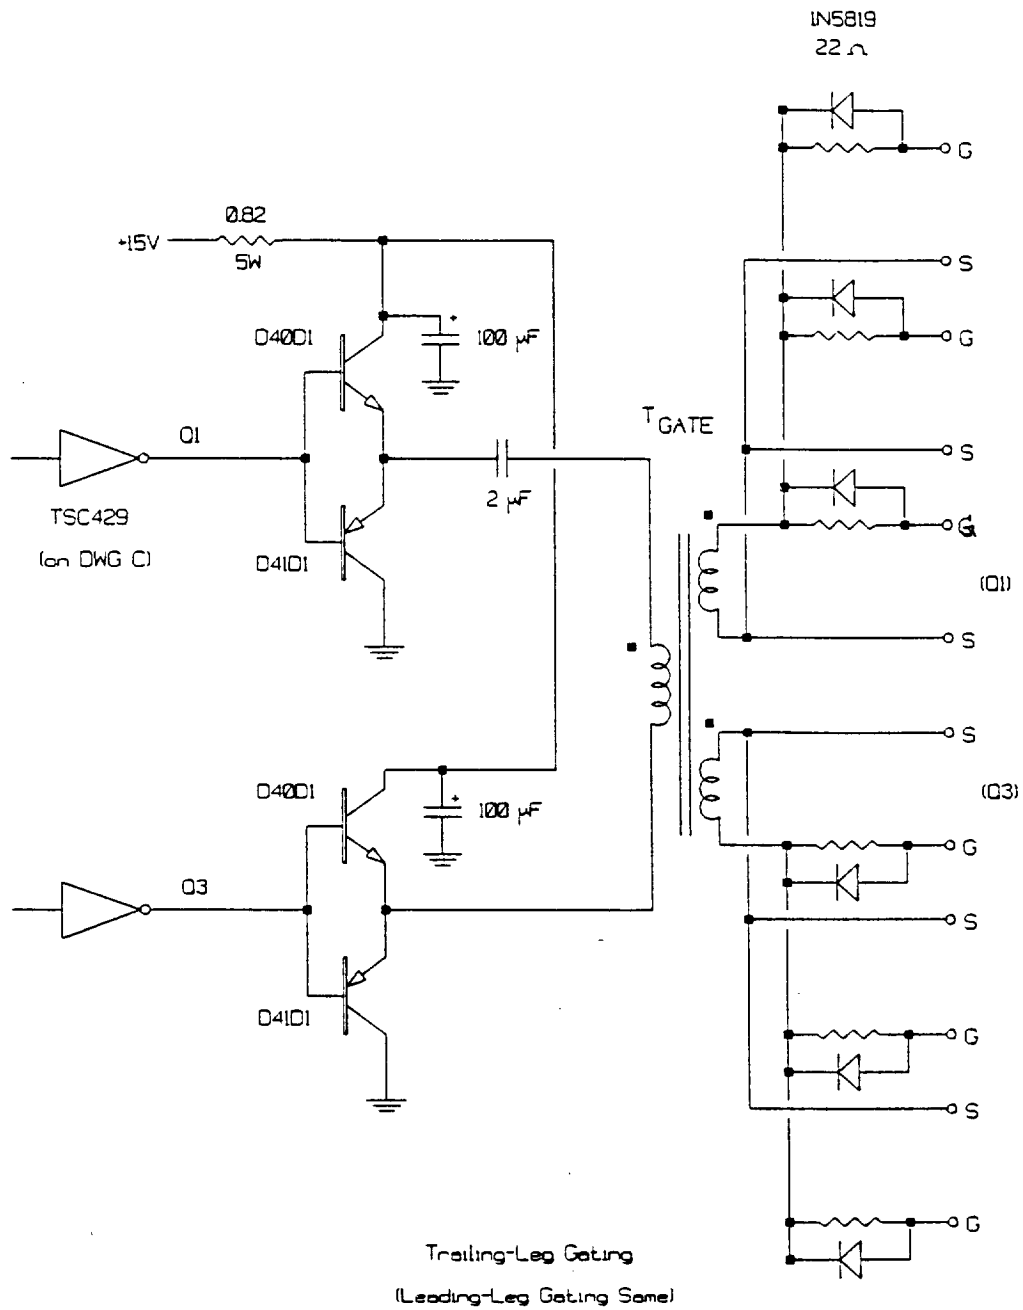 1N5819
22 Ω
G
S
G
S
G
(Q1)
S
S
(Q3)
G
S
G
S
G
0.82
+15V
5W
D40D1
100 µF
+
Q1
TSC429
(on DWG C)
2 µF
D41D1
TGATE
D40D1
100 µF
+
Q3
D41D1
Trailing-Leg Gating
(Leading-Leg Gating Same)